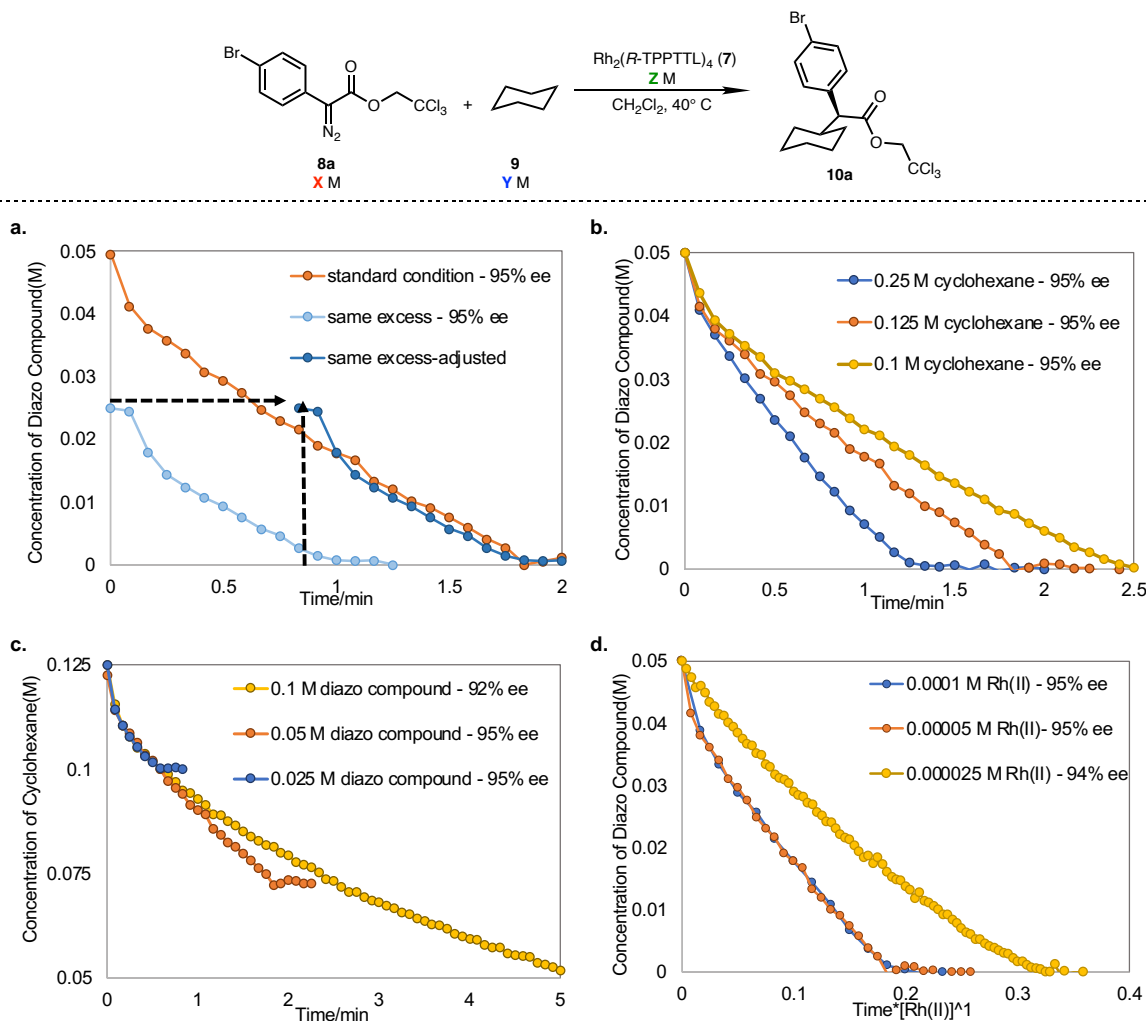 Br
O
O
CCl3
N2
8a
X M
+
9
Y M
Rh2(R-TPPTTL)4 (7)
Z M
CH2Cl2, 40° C
Br
O
O
CCl3
10a
a.
Concentration of Diazo Compound(M)
0.05
0.04
0.03
0.02
0.01
0
standard condition - 95% ee
same excess - 95% ee
same excess-adjusted
0
0.5
1
1.5
2
Time/min
b.
Concentration of Diazo Compound(M)
0.05
0.04
0.03
0.02
0.01
0
0.25 M cyclohexane - 95% ee
0.125 M cyclohexane - 95% ee
0.1 M cyclohexane - 95% ee
0
0.5
1
1.5
2
2.5
Time/min
c.
Concentration of Cyclohexane(M)
0.125
0.1
0.075
0.05
0.1 M diazo compound - 92% ee
0.05 M diazo compound - 95% ee
0.025 M diazo compound - 95% ee
0
1
2
3
4
5
Time/min
d.
Concentration of Diazo Compound(M)
0.05
0.04
0.03
0.02
0.01
0
0.0001 M Rh(II) - 95% ee
0.00005 M Rh(II)- 95% ee
0.000025 M Rh(II) - 94% ee
0
0.1
0.2
0.3
0.4
Time*[Rh(II)]^1